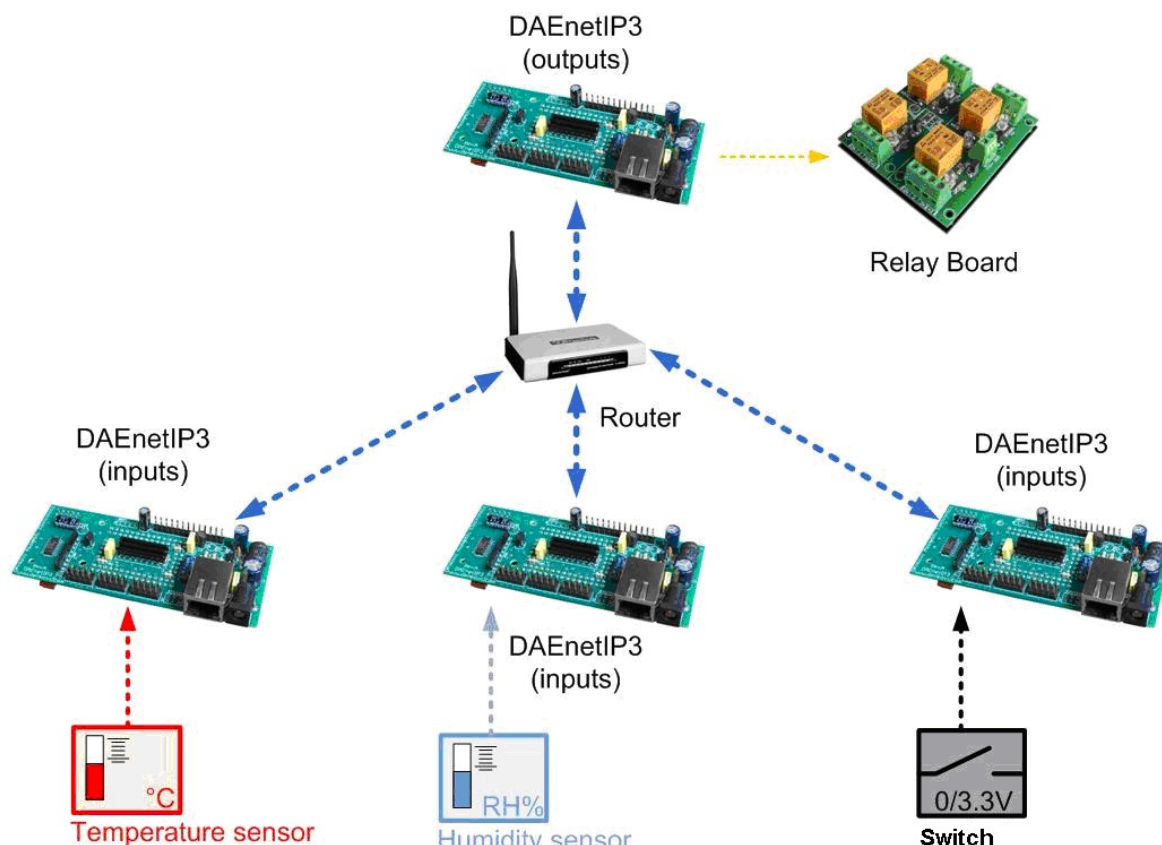 DAEnetIP3
(outputs)
Relay Board
Router
DAEnetIP3
(inputs)
DAEnetIP3
(inputs)
DAEnetIP3
(inputs)
°C
RH%
0/3.3V
Temperature sensor
Humidity sensor
Switch